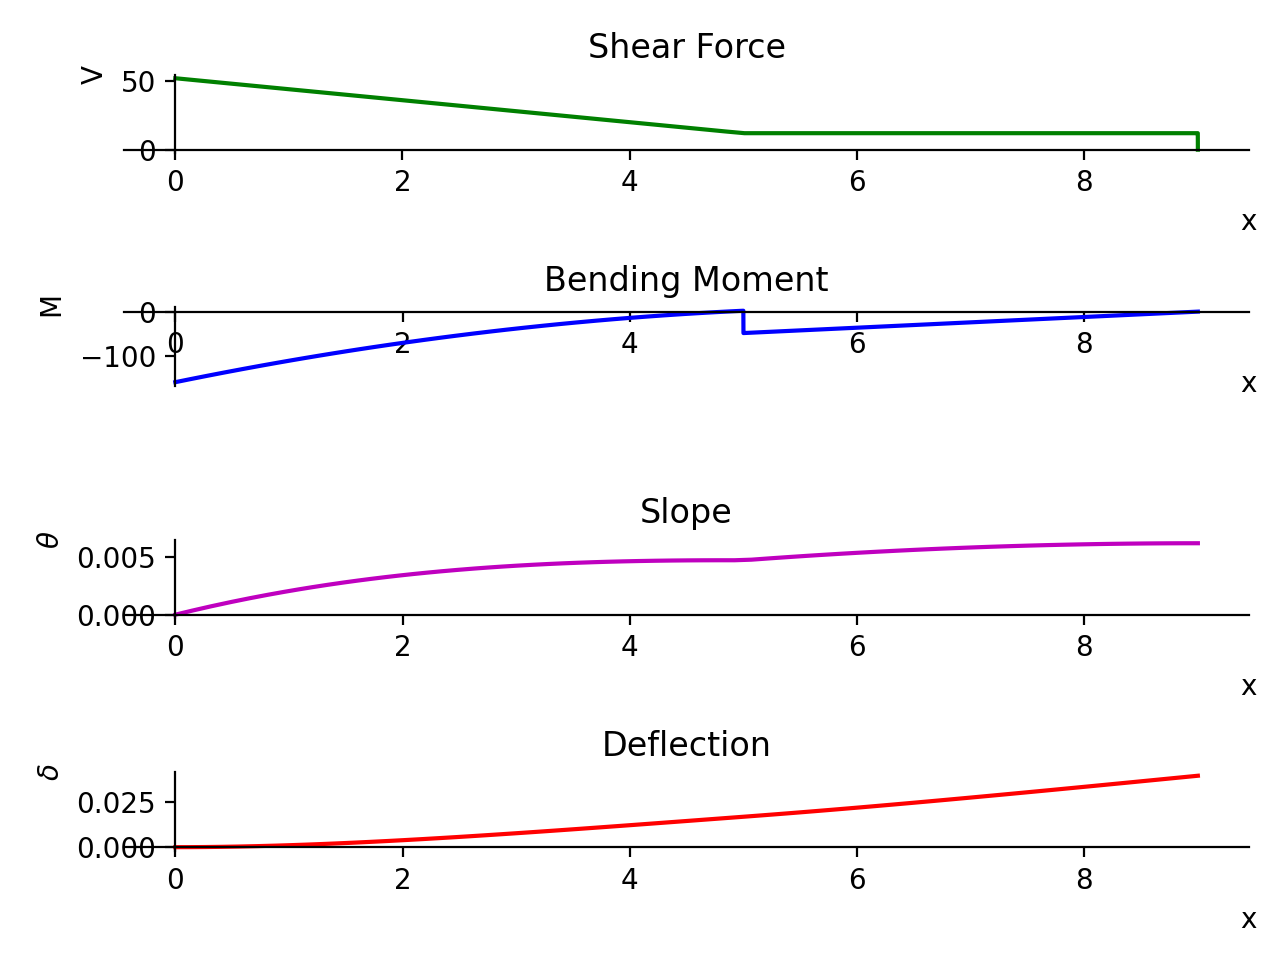 Shear Force
V
50
0
0 2 4 6 8
x
Bending Moment
M
0
0 2 4 6 8
−100
x
Slope
θ
0.005
0.000
0 2 4 6 8
x
Deflection
δ
0.025
0.000
0 2 4 6 8
x